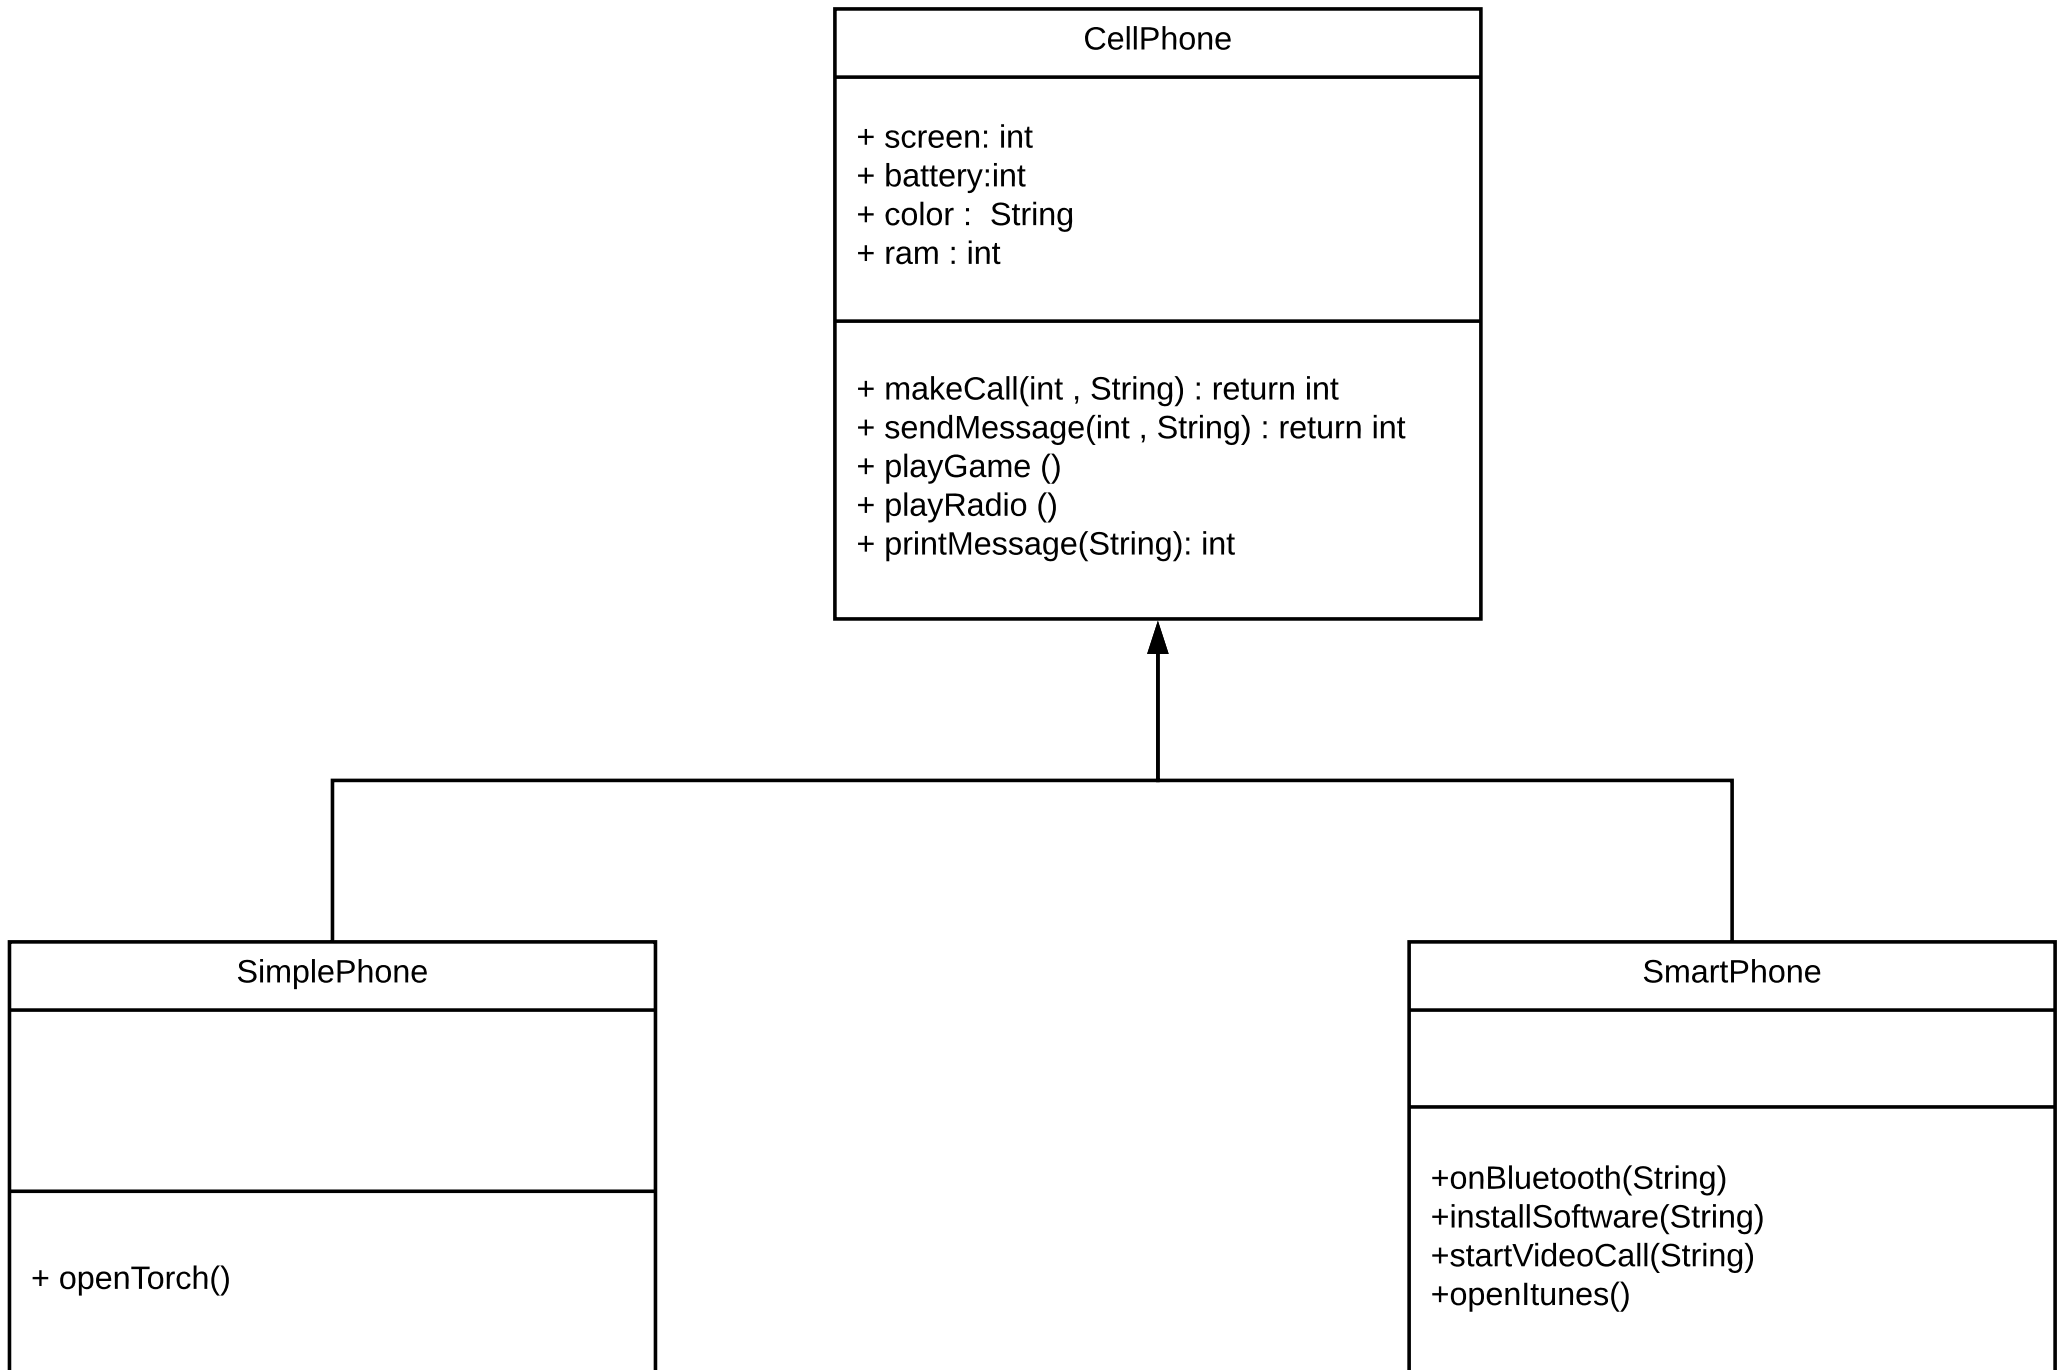 CellPhone
+ screen: int
+ battery:int
+ color :  String
+ ram : int
+ makeCall(int , String) : return int
+ sendMessage(int , String) : return int
+ playGame ()
+ playRadio ()
+ printMessage(String): int
SimplePhone
+ openTorch()
SmartPhone
+onBluetooth(String)
+installSoftware(String)
+startVideoCall(String)
+openItunes()